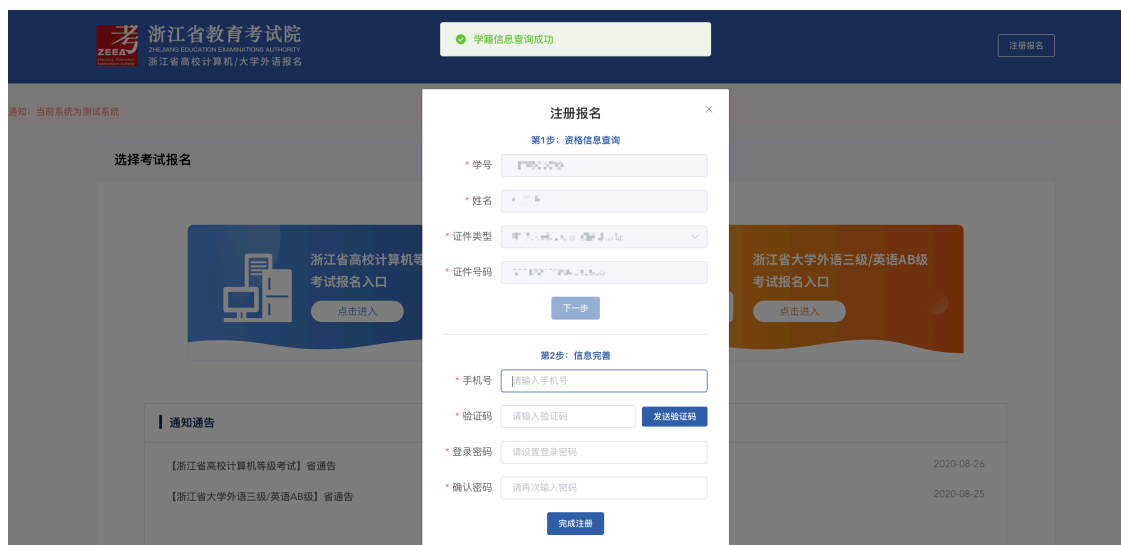 考
ZEEA
浙江省教育考试院
ZHEJIANG EDUCATION EXAMINATIONS AUTHORITY
浙江省高校计算机/大学外语报名
学籍信息查询成功
注册报名
通知：当前系统为测试系统
选择考试报名
浙江省高校计算机等
考试报名入口
点击进入
浙江省大学外语三级/英语AB级
考试报名入口
点击进入
注册报名
第1步：资格信息查询
* 学号
* 姓名
* 证件类型
* 证件号码
下一步
第2步：信息完善
* 手机号 请输入手机号
* 验证码 请输入验证码 发送验证码
* 登录密码 请设置登录密码
* 确认密码 请再次输入密码
完成注册
通知通告
【浙江省高校计算机等级考试】省通告 2020-08-26
【浙江省大学外语三级/英语AB级】省通告 2020-08-25